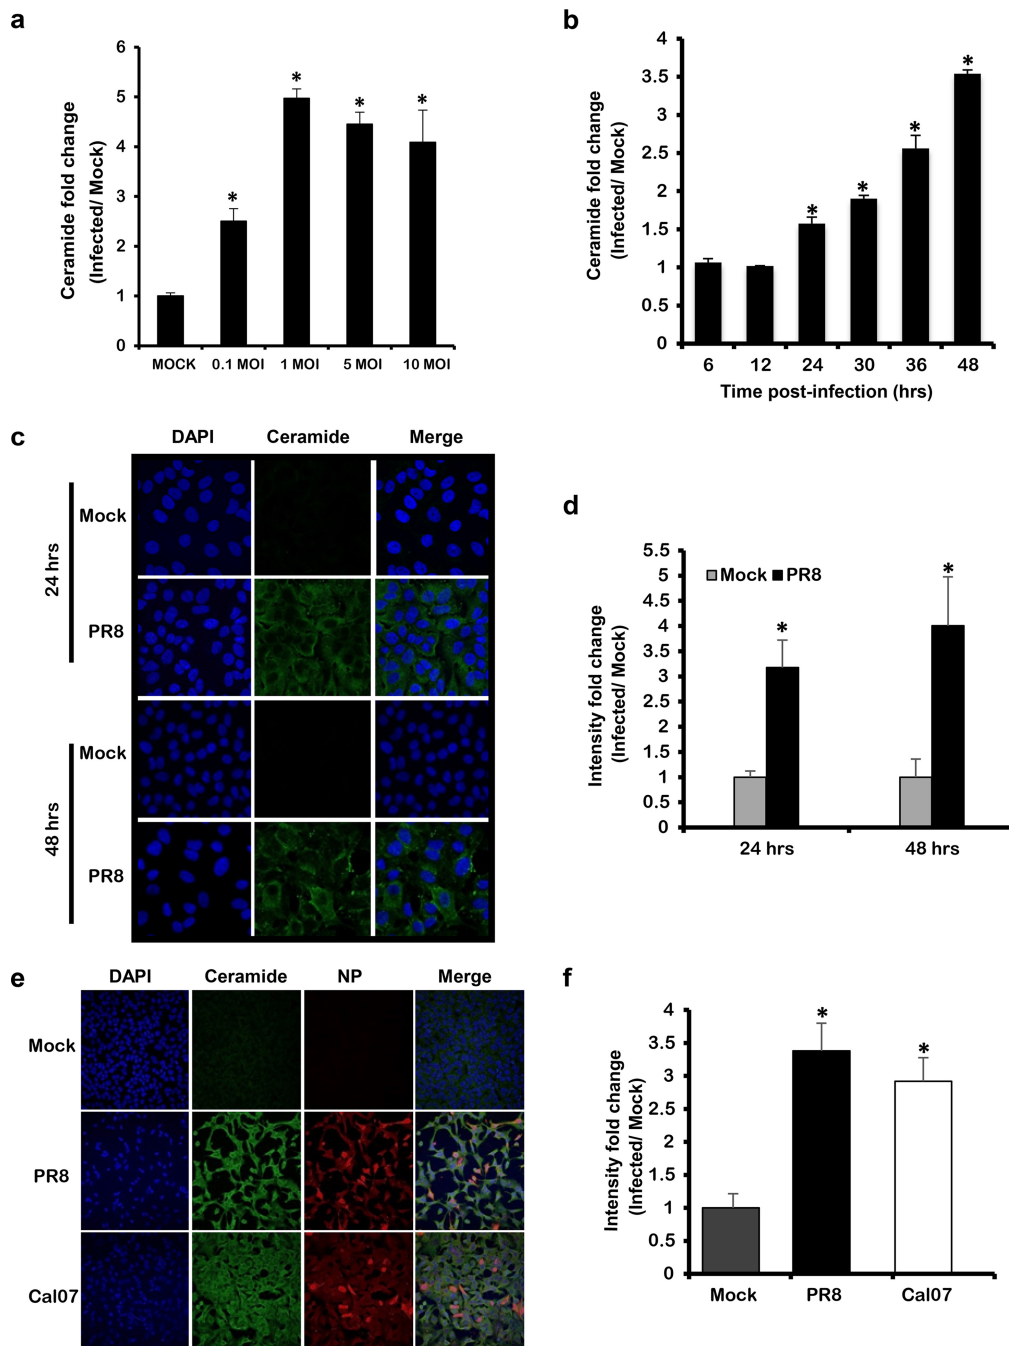 a
Ceramide fold change
(Infected/ Mock)
6
5
4
3
2
1
0
*
*
*
*
MOCK 0.1 MOI 1 MOI 5 MOI 10 MOI
b
Ceramide fold change
(Infected/ Mock)
4
3.5
3
2.5
2
1.5
1
0.5
0
*
*
*
*
6 12 24 30 36 48
Time post-infection (hrs)
c
DAPI Ceramide Merge
24 hrs
Mock
PR8
48 hrs
Mock
PR8
d
Intensity fold change
(Infected/ Mock)
5.5
5
4.5
4
3.5
3
2.5
2
1.5
1
0.5
0
Mock PR8
*
*
24 hrs 48 hrs
e
DAPI Ceramide NP Merge
Mock
PR8
Cal07
f
Intensity fold change
(Infected/ Mock)
4
3.5
3
2.5
2
1.5
1
0.5
0
*
*
Mock PR8 Cal07